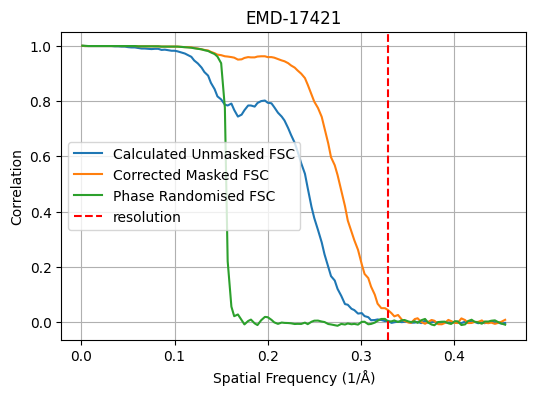 EMD-17421
1.0
0.8
0.6
0.4
0.2
0.0
Correlation
Calculated Unmasked FSC
Corrected Masked FSC
Phase Randomised FSC
resolution
0.0 0.1 0.2 0.3 0.4
Spatial Frequency (1/Å)